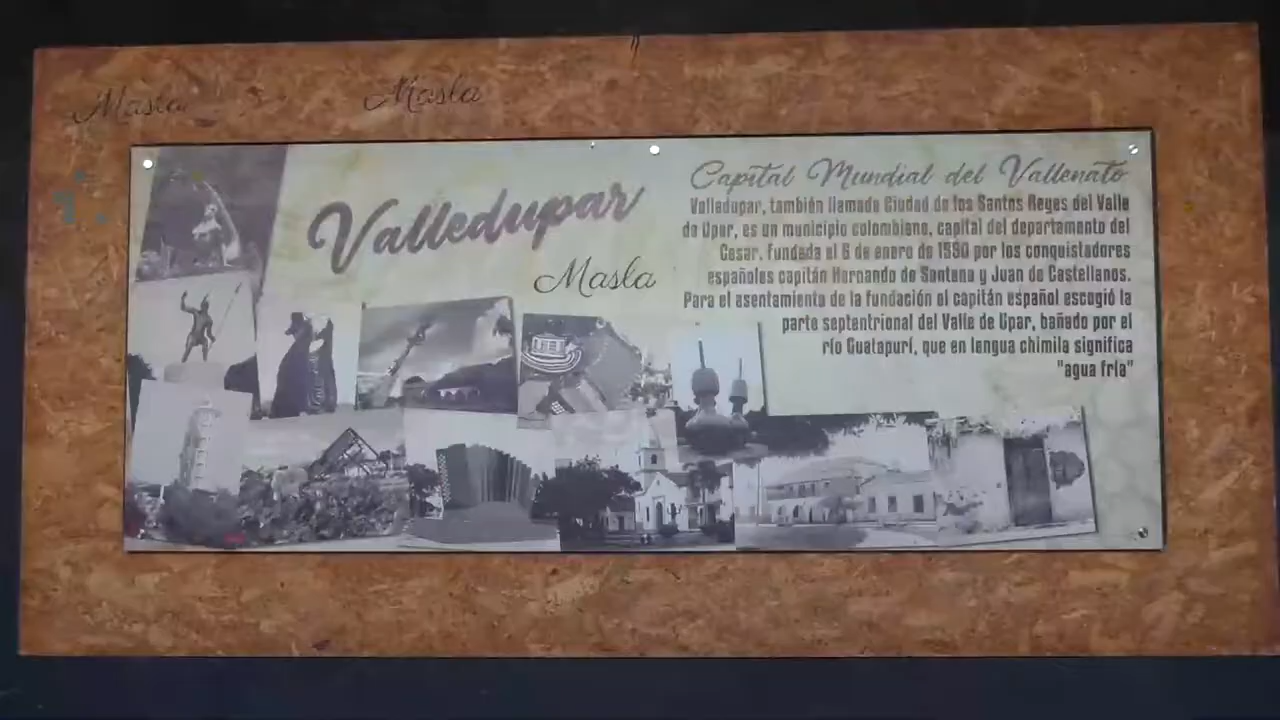 Masla
Masla
Valledupar
Masla
Capital Mundial del Vallenato
Valledupar, también llamada Ciudad de los Santos Reyes del Valle
de Upar, es un municipio colombiano, capital del departamento del
Cesar. Fundada el 6 de enero de 1550 por los conquistadores
españoles capitán Hernando de Santana y Juan de Castellanos.
Para el asentamiento de la fundación el capitán español escogió la
parte septentrional del Valle de Upar, bañado por el
río Guatapurí, que en lengua chimila significa
"agua fría"